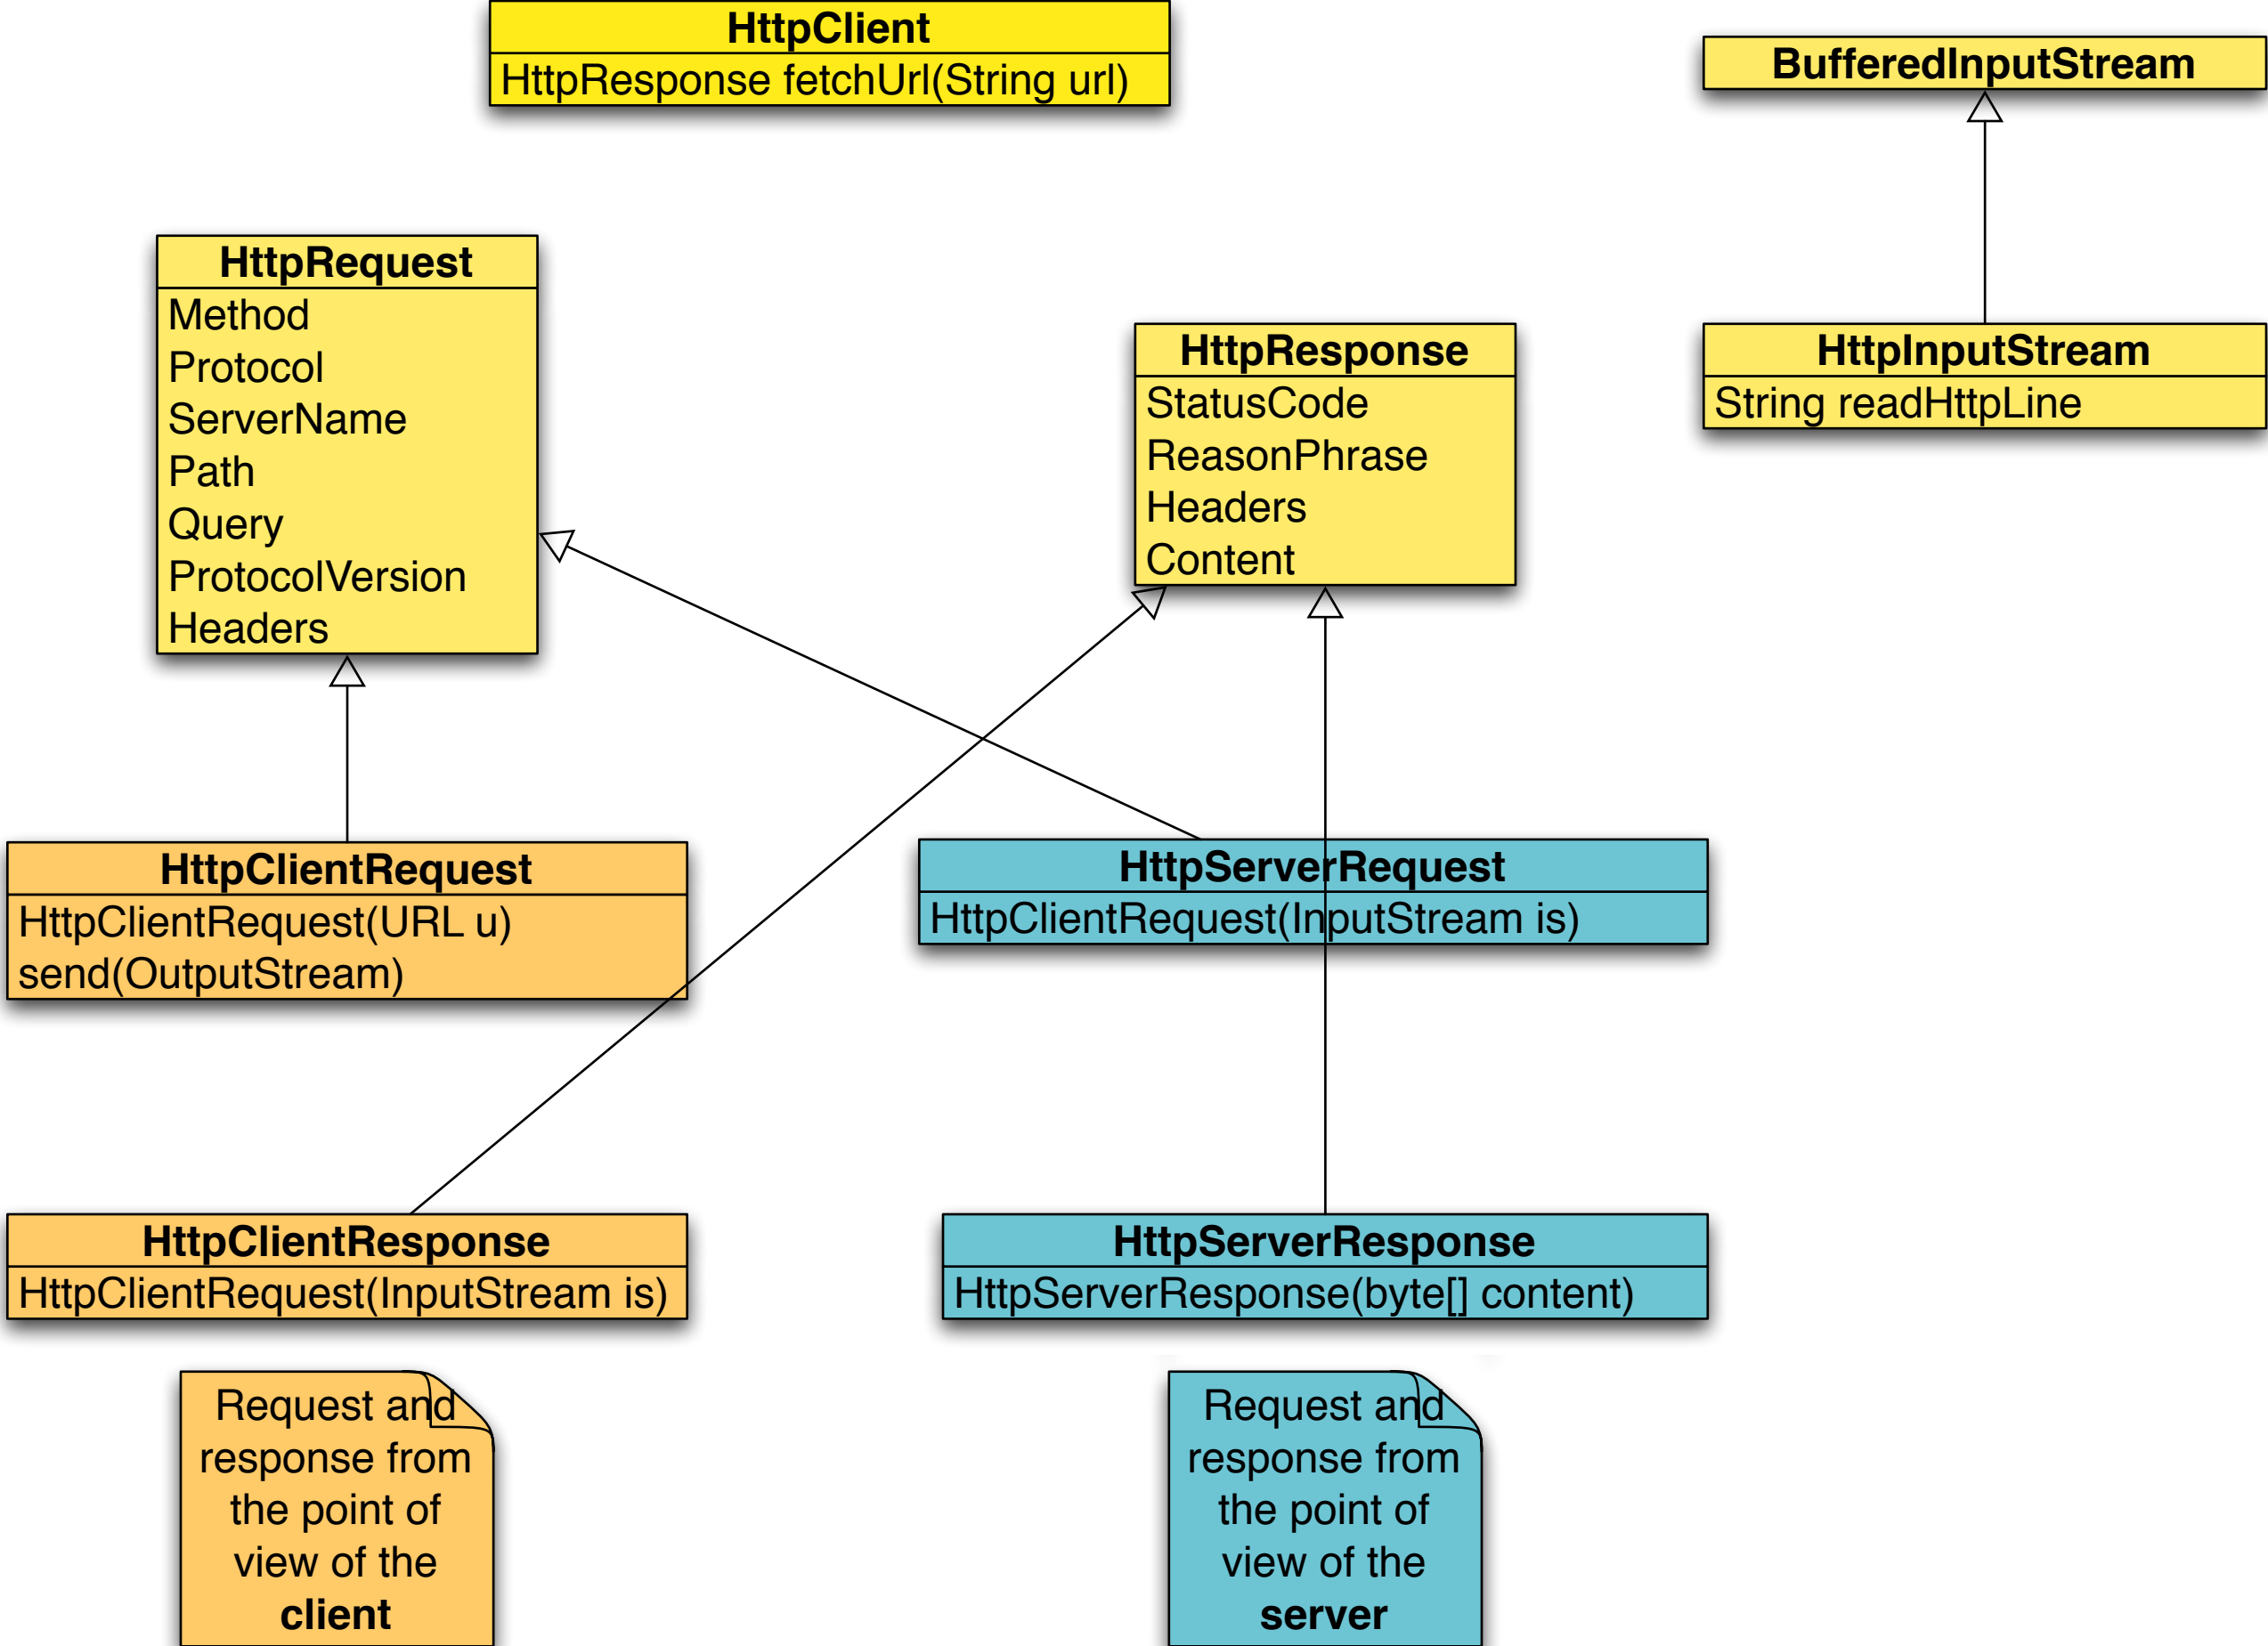 HttpClient
HttpResponse fetchUrl(String url)
BufferedInputStream
HttpRequest
Method
Protocol
ServerName
Path
Query
ProtocolVersion
Headers
HttpResponse
StatusCode
ReasonPhrase
Headers
Content
HttpInputStream
String readHttpLine
HttpClientRequest
HttpClientRequest(URL u)
send(OutputStream)
HttpServerRequest
HttpClientRequest(InputStream is)
HttpClientResponse
HttpClientRequest(InputStream is)
HttpServerResponse
HttpServerResponse(byte[] content)
Request and
response from
the point of
view of the
client
Request and
response from
the point of
view of the
server